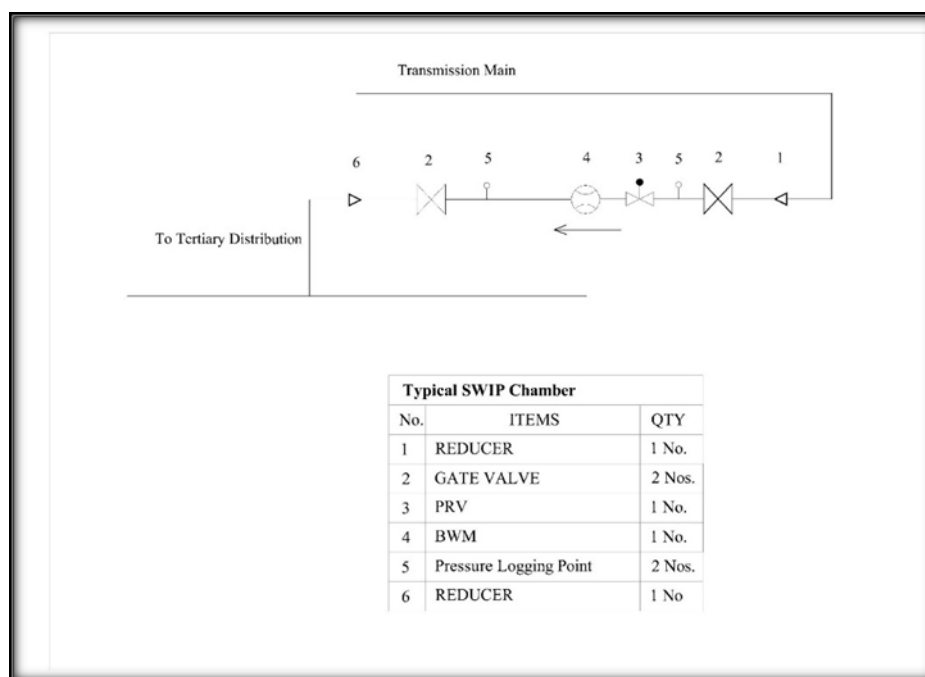 Transmission Main
6 2 5 4 3 5 2 1
To Tertiary Distribution
Typical SWIP Chamber
No. ITEMS QTY
1 REDUCER 1 No.
2 GATE VALVE 2 Nos.
3 PRV 1 No.
4 BWM 1 No.
5 Pressure Logging Point 2 Nos.
6 REDUCER 1 No